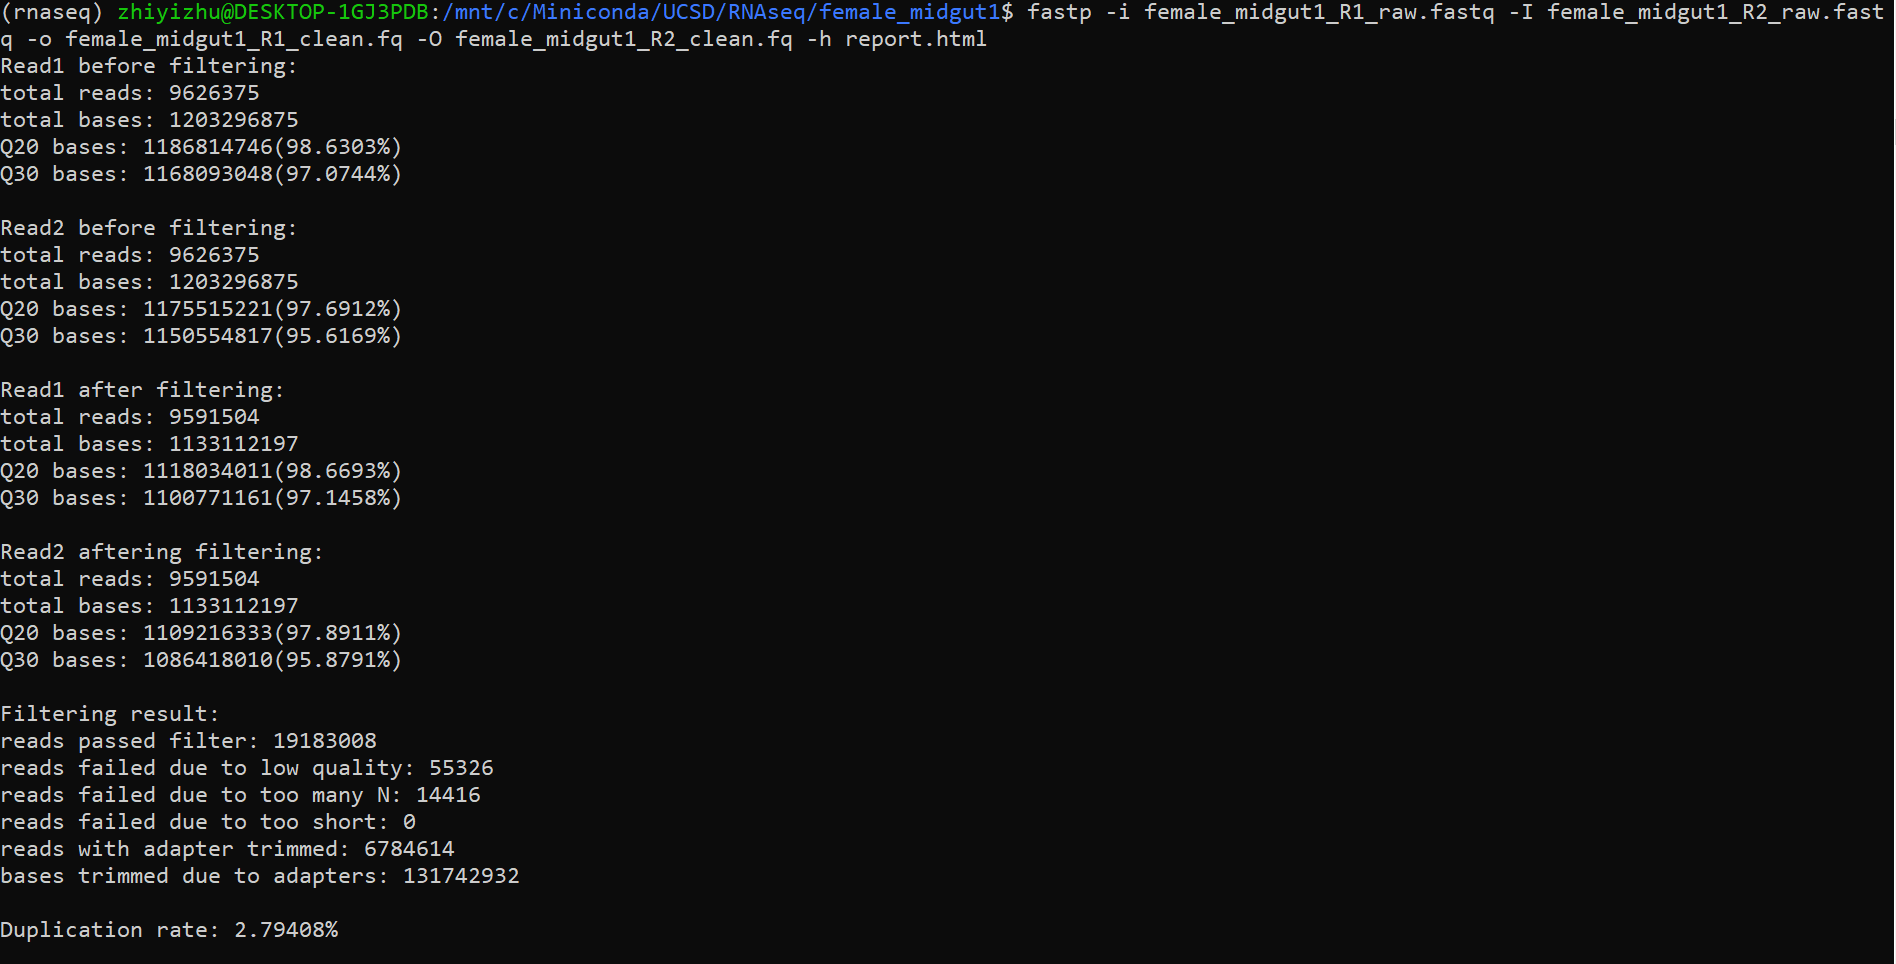 (rnaseq) zhiyizhu@DESKTOP-1GJ3PDB:/mnt/c/Miniconda/UCSD/RNAseq/female_midgut1$ fastp -i female_midgut1_R1_raw.fastq -I female_midgut1_R2_raw.fast
q -o female_midgut1_R1_clean.fq -O female_midgut1_R2_clean.fq -h report.html
Read1 before filtering:
total reads: 9626375
total bases: 1203296875
Q20 bases: 1186814746(98.6303%)
Q30 bases: 1168093048(97.0744%)

Read2 before filtering:
total reads: 9626375
total bases: 1203296875
Q20 bases: 1175515221(97.6912%)
Q30 bases: 1150554817(95.6169%)

Read1 after filtering:
total reads: 9591504
total bases: 1133112197
Q20 bases: 1118034011(98.6693%)
Q30 bases: 1100771161(97.1458%)

Read2 aftering filtering:
total reads: 9591504
total bases: 1133112197
Q20 bases: 1109216333(97.8911%)
Q30 bases: 1086418010(95.8791%)

Filtering result:
reads passed filter: 19183008
reads failed due to low quality: 55326
reads failed due to too many N: 14416
reads failed due to too short: 0
reads with adapter trimmed: 6784614
bases trimmed due to adapters: 131742932

Duplication rate: 2.79408%